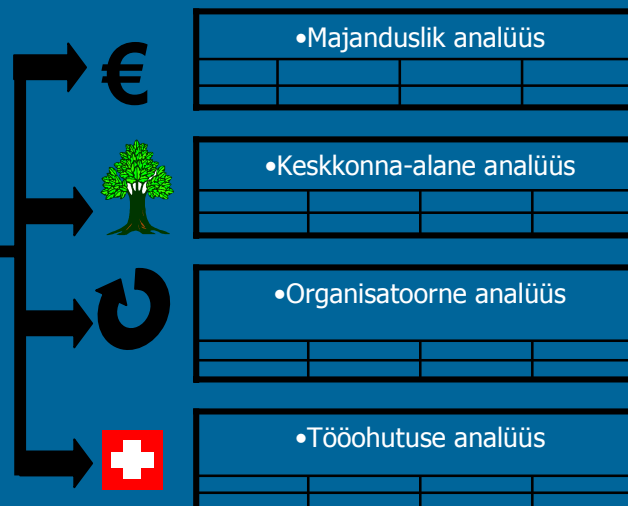 €
•Majanduslik analüüs
•Keskkonna-alane analüüs
•Organisatoorne analüüs
•Tööohutuse analüüs